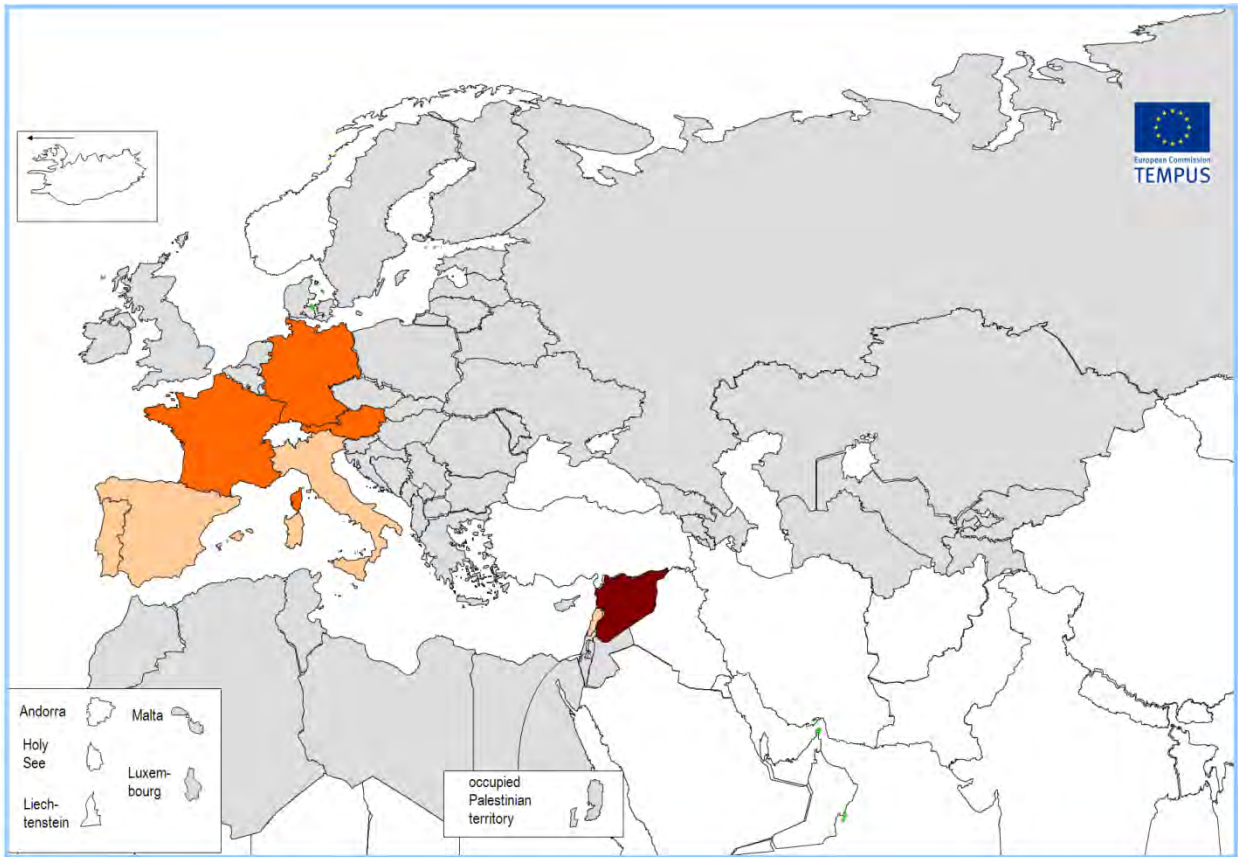 European Commission
TEMPUS
Andorra
Malta
Holy
See
Luxem-
bourg
Liech-
tenstein
occupied
Palestinian
territory